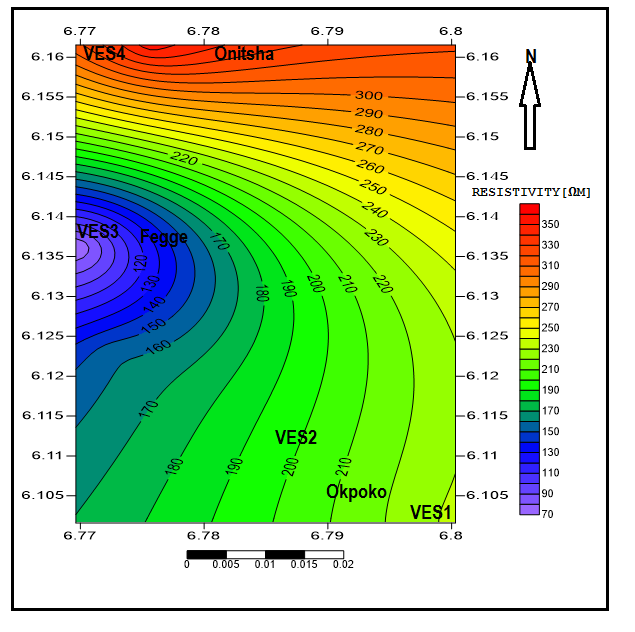 6.77 6.78 6.79 6.8
6.16 VES4 Onitsha 6.16 N
6.155 300 6.155
290
6.15 280 6.15
220 270
260
6.145 250 6.145
RESISTIVITY[ΩM]
6.14 240 6.14
VES3 Fegge 170 230
6.135 120 6.135
130 180 190 200 210 220
6.13 140 6.13
150
6.125 160 6.125
6.12 6.12
6.115 170 6.115
VES2
6.11 180 190 200 210 6.11
6.105 Okpoko 6.105
VES1
6.77 6.78 6.79 6.8
0 0.005 0.01 0.015 0.02
350
330
310
290
270
250
230
210
190
170
150
130
110
90
70